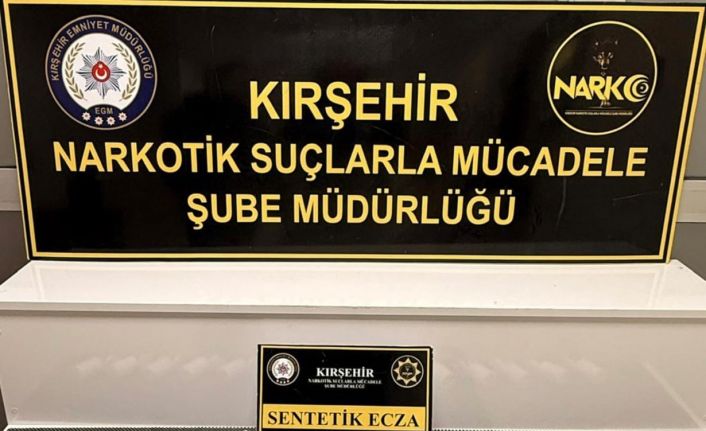 KIRŞEHİR EMNİYET MÜDÜRLÜĞÜ
EGM
NARKO
KIRŞEHİR
NARKOTİK SUÇLARLA MÜCADELE
ŞUBE MÜDÜRLÜĞÜ
KIRŞEHİR
NARKOTİK SUÇLARLA MÜCADELE
ŞUBE MÜDÜRLÜĞÜ
SENTETİK ECZA